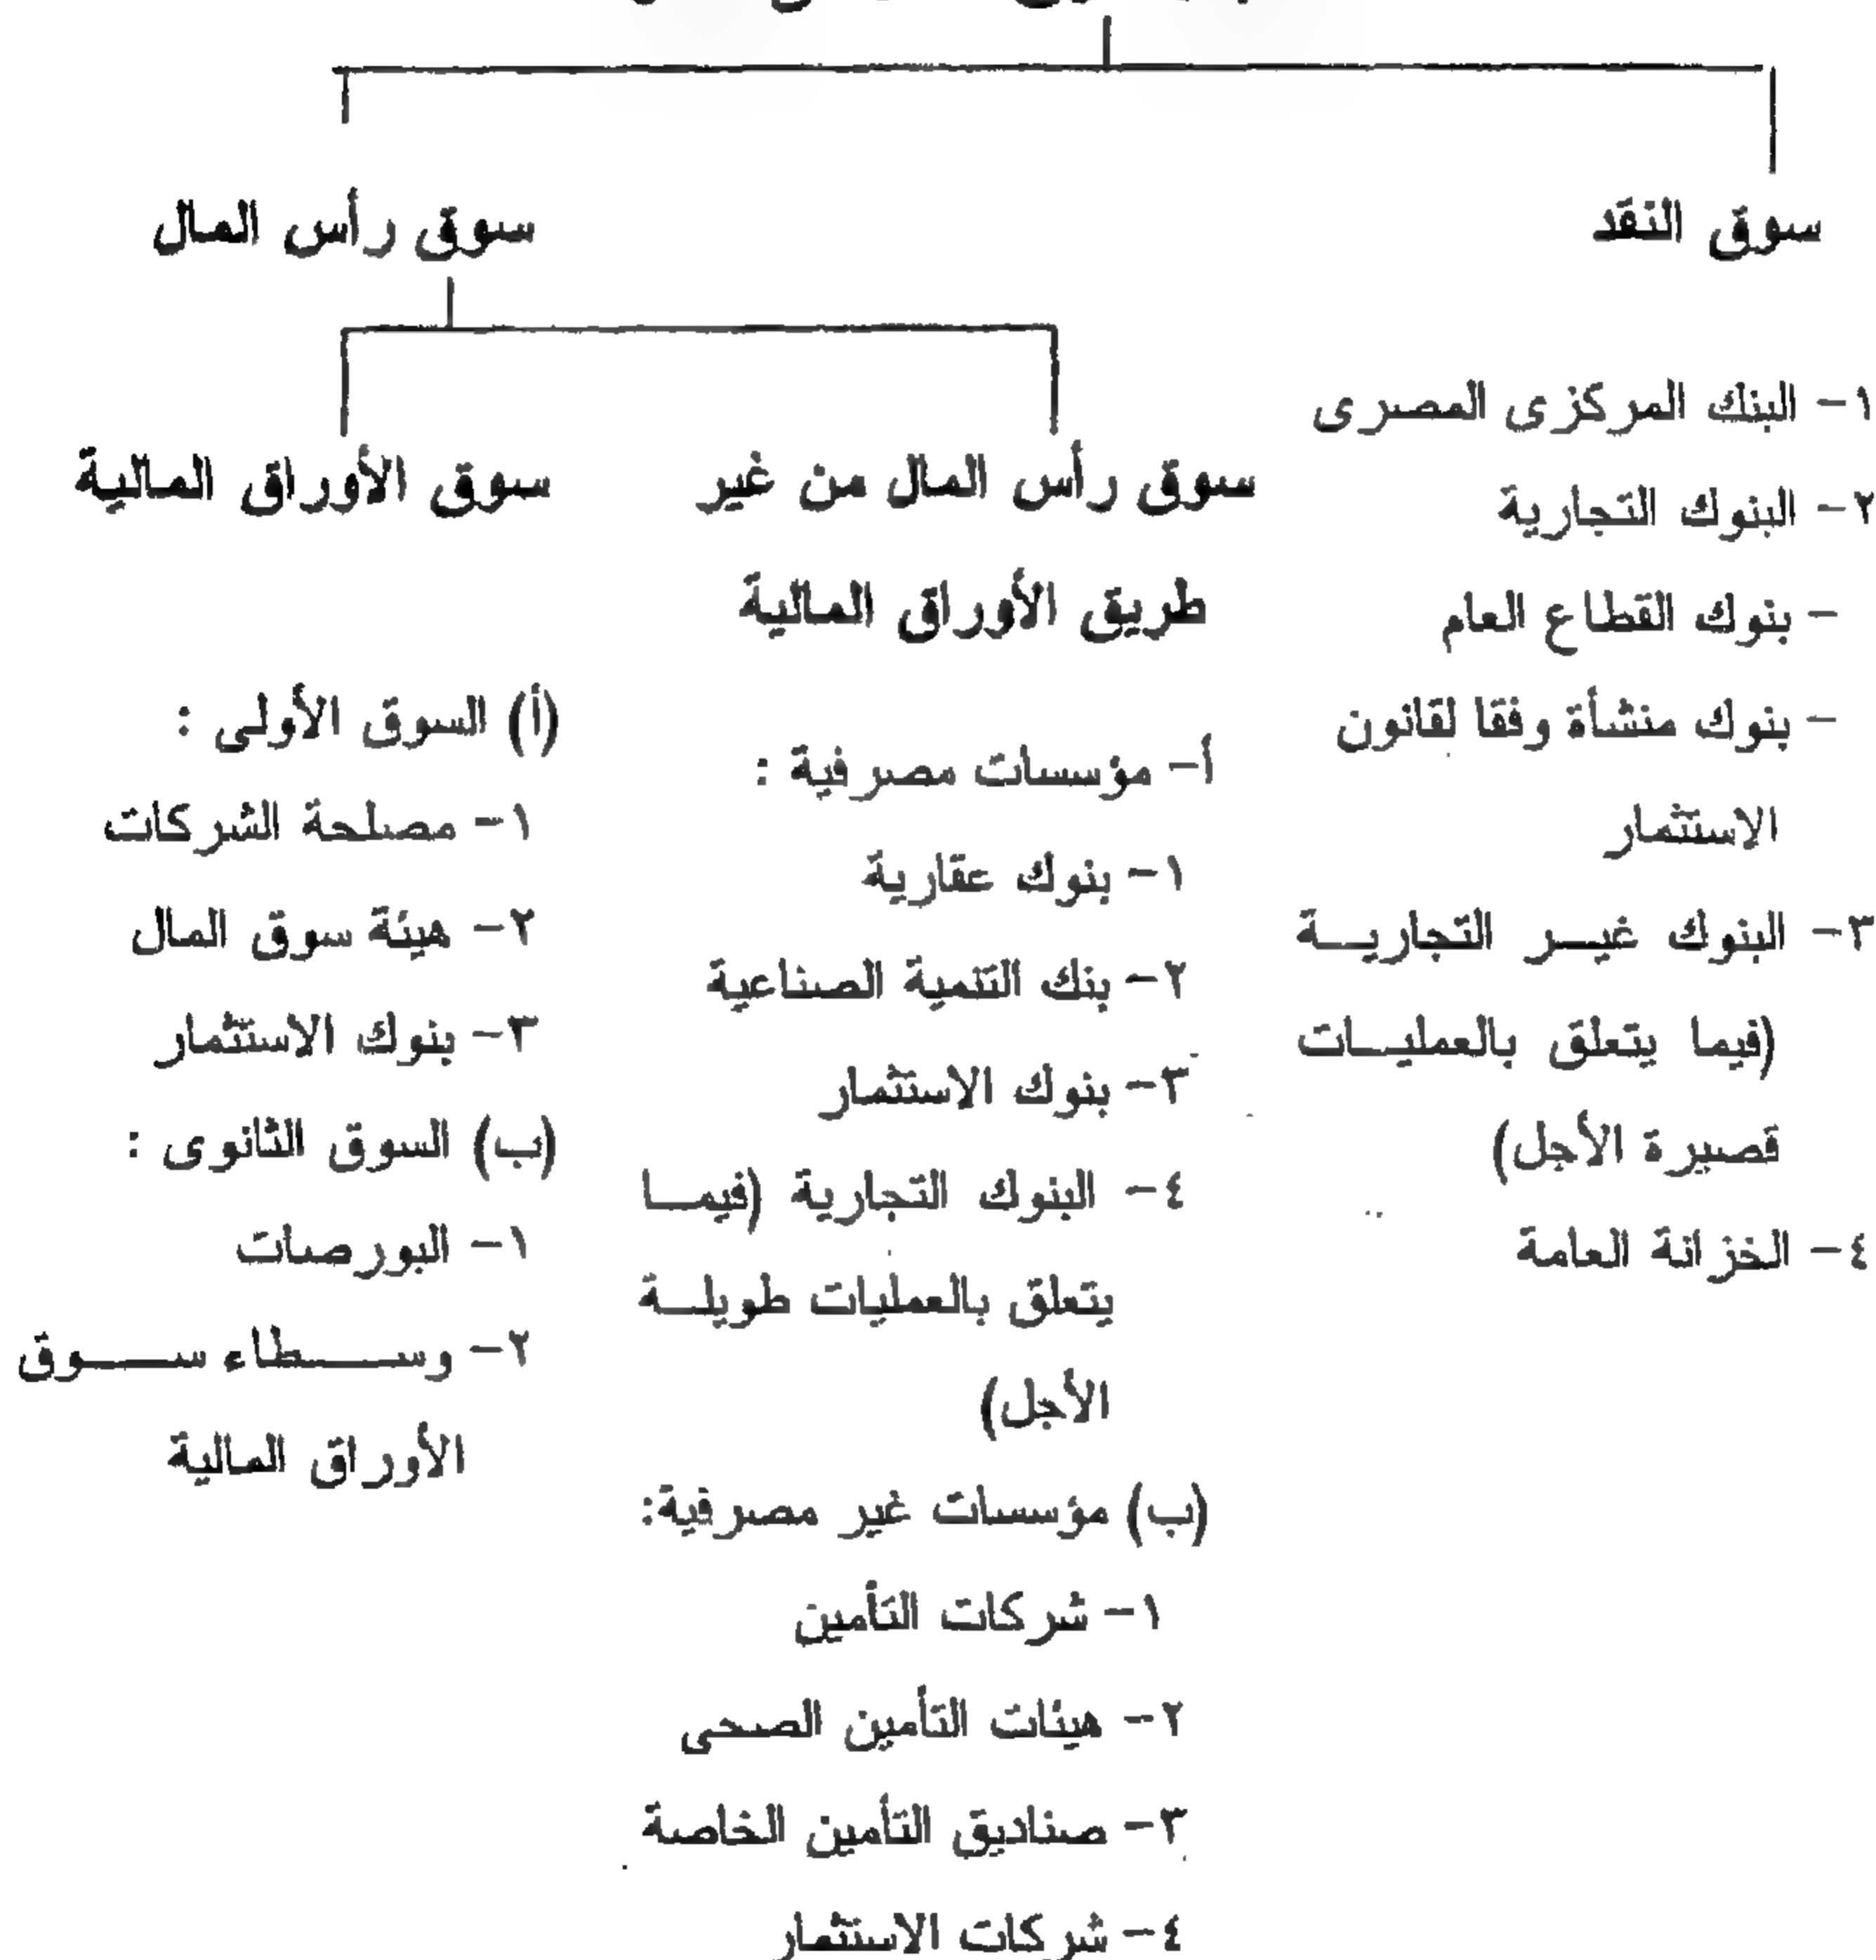 سوق النقد
سوق رأس المال
١- البنك المركزى المصرى
٢- البنوك التجارية
- بنوك القطاع العام
- بنوك منشأة وفقا لقانون
الاستثمار
٣- البنوك غير التجارية
(فيما يتعلق بالعمليات
قصيرة الأجل)
٤- الخزانة العامة
سوق رأس المال من غير
طريق الأوراق المالية
أ- مؤسسات مصرفية :
١- بنوك عقارية
٢- بنك التنمية الصناعية
٣- بنوك الاستثمار
٤- البنوك التجارية (فيما
يتعلق بالعمليات طويلة
الأجل)
(ب) مؤسسات غير مصرفية:
١- شركات التأمين
٢- هيئات التأمين الصحى
٣- صناديق التأمين الخاصة
٤- شركات الاستثمار
سوق الأوراق المالية
(أ) السوق الأولى :
١- مصلحة الشركات
٢- هيئة سوق المال
٣- بنوك الاستثمار
(ب) السوق الثانوى :
١- البورصات
٢- وسطاء سوق
الأوراق المالية